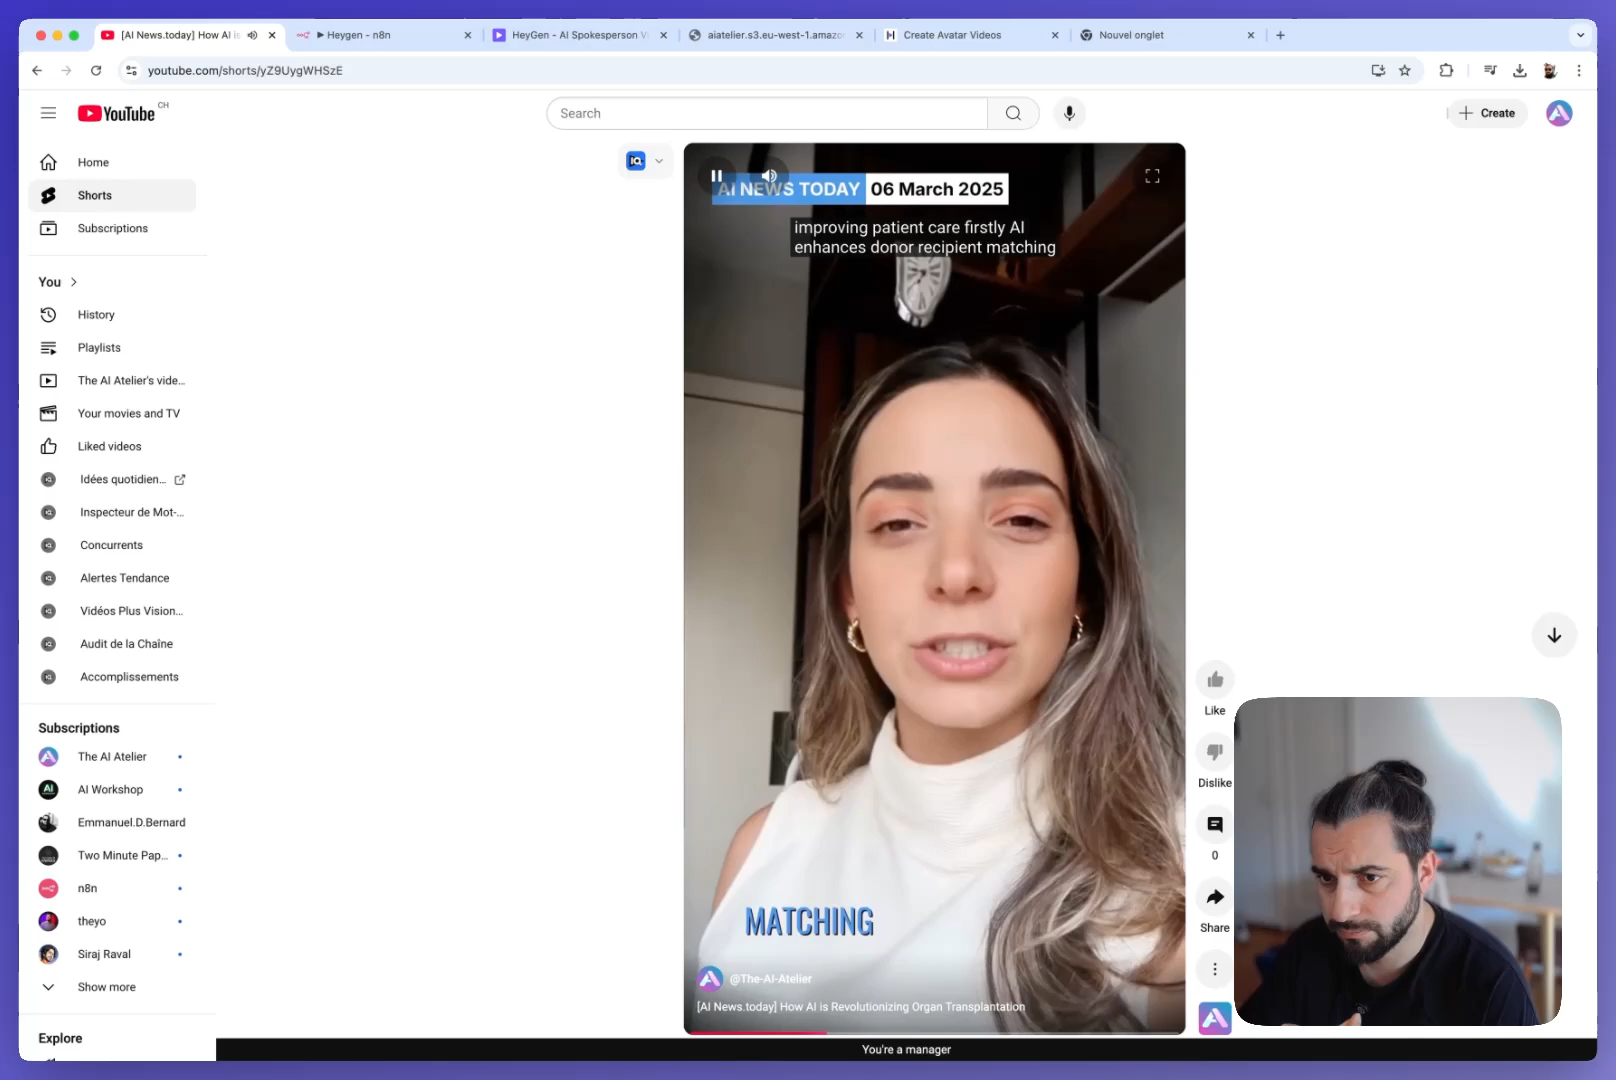 [AI News.today] How AI is
Heygen - n8n
HeyGen - AI Spokesperson Vi
aiatelier.s3.eu-west-1.amazo
Create Avatar Videos
Nouvel onglet
youtube.com/shorts/yZ9UygWHSzE
YouTube CH
Search
Create
Home
Shorts
Subscriptions
You
History
Playlists
The AI Atelier's vide...
Your movies and TV
Liked videos
Idées quotidien...
Inspecteur de Mot-...
Concurrents
Alertes Tendance
Vidéos Plus Vision...
Audit de la Chaîne
Accomplissements
Subscriptions
The AI Atelier
AI Workshop
Emmanuel.D.Bernard
Two Minute Pap...
n8n
theyo
Siraj Raval
Show more
Explore
IQ
AI NEWS TODAY 06 March 2025
improving patient care firstly AI
enhances donor recipient matching
MATCHING
@The-AI-Atelier
[AI News.today] How AI is Revolutionizing Organ Transplantation
Like
Dislike
0
Share
You're a manager